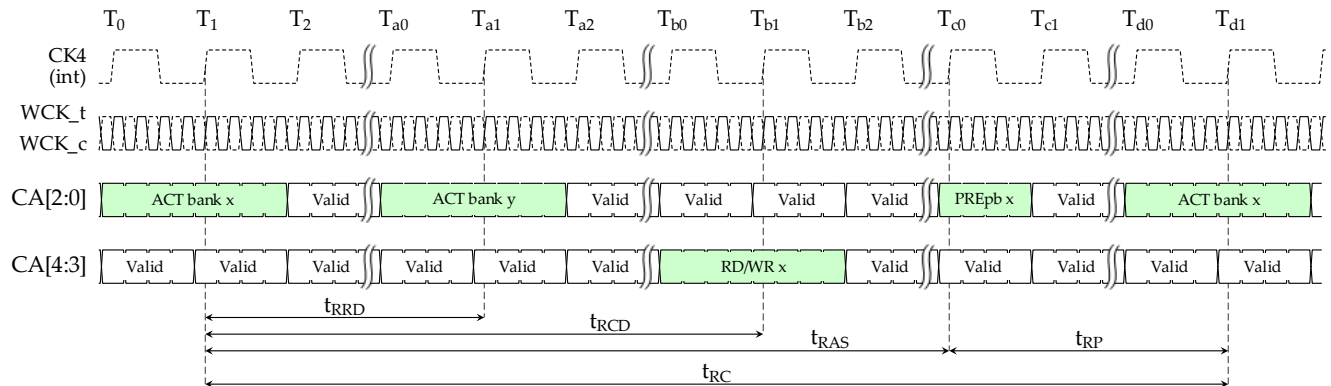 T0 T1 T2 Ta0 Ta1 Ta2 Tb0 Tb1 Tb2 Tc0 Tc1 Td0 Td1
CK4
(int)
WCK_t
WCK_c
CA[2:0] ACT bank x Valid ACT bank y Valid Valid Valid Valid PREpb x Valid ACT bank x
CA[4:3] Valid Valid Valid Valid Valid Valid RD/WR x Valid Valid Valid Valid Valid
tRRD
tRCD
tRAS tRP
tRC